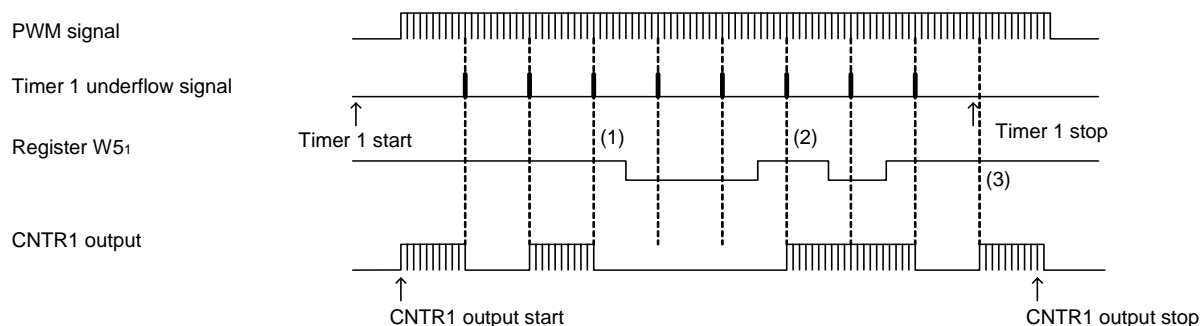 PWM signal
Timer 1 underflow signal
Timer 1 start
Timer 1 stop
Register W5₁
(1)
(2)
(3)
CNTR1 output
CNTR1 output start
CNTR1 output stop